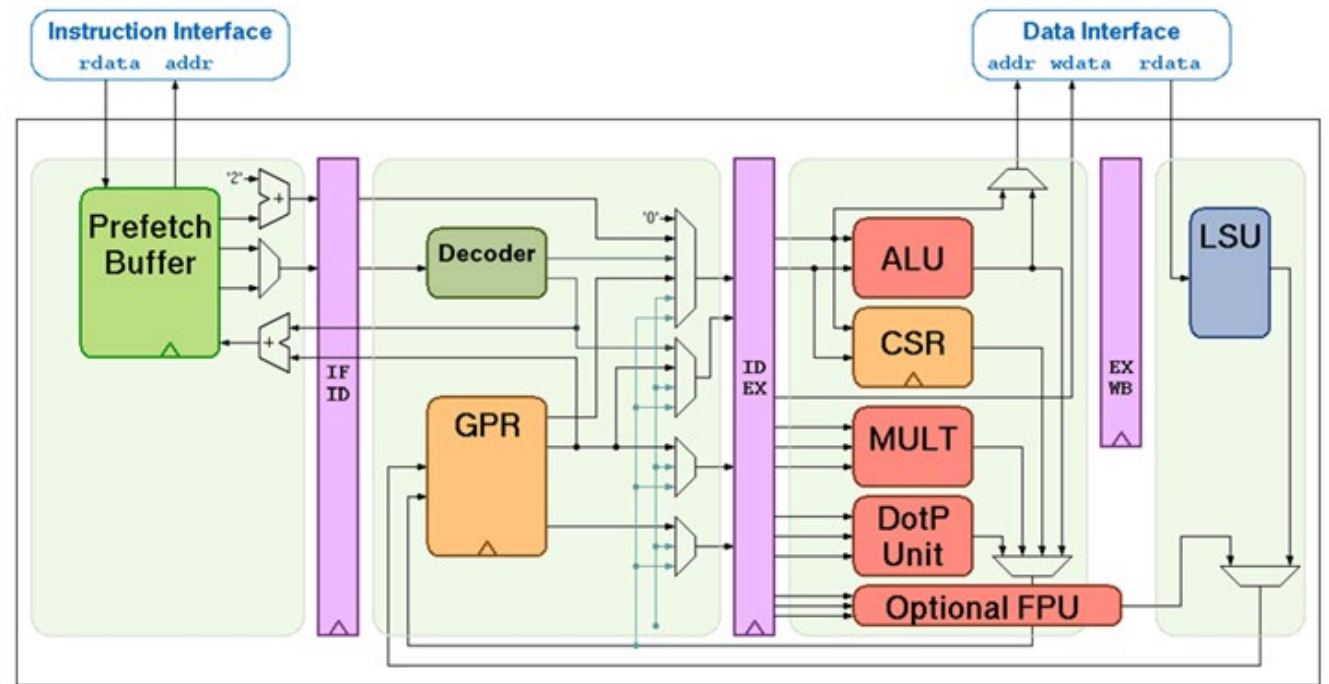 Instruction Interface
rdata addr
Data Interface
addr wdata rdata
"2"
+
Prefetch
Buffer
+
IF
ID
Decoder
GPR
"0"
ID
EX
ALU
CSR
MULT
DotP
Unit
Optional FPU
EX
WB
LSU